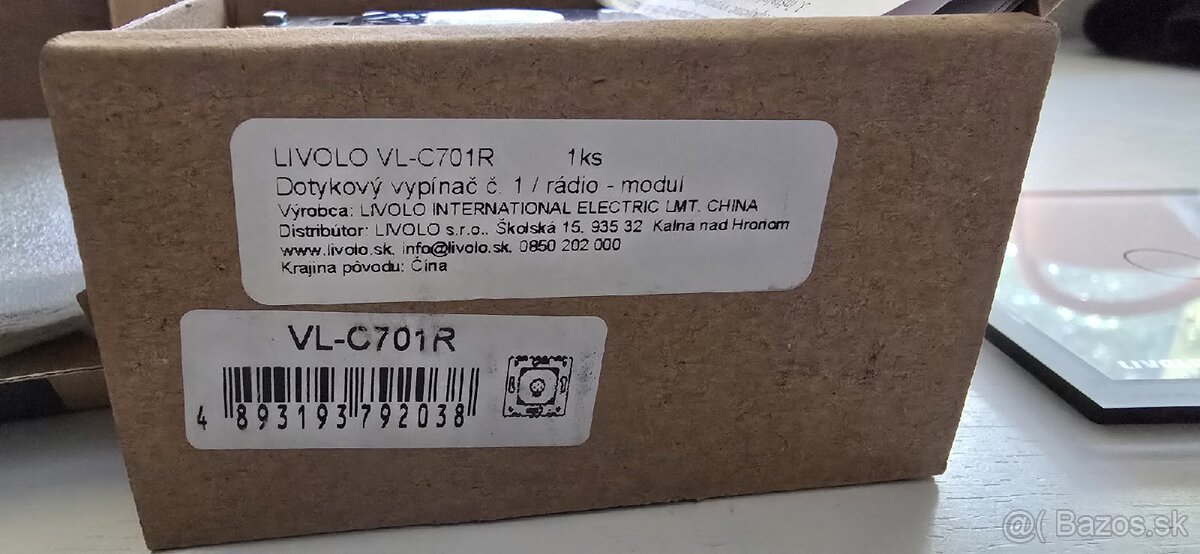 LIVOLO VL-C701R 1ks
Dotykový vypínač č. 1 / rádio - modul
Výrobca: LIVOLO INTERNATIONAL ELECTRIC LMT. CHINA
Distribútor: LIVOLO s.r.o., Školská 15, 935 32 Kalná nad Hronom
www.livolo.sk, info@livolo.sk, 0850 202 000
Krajina pôvodu: Čína
VL-C701R
4 893193 792038
@( Bazos.sk